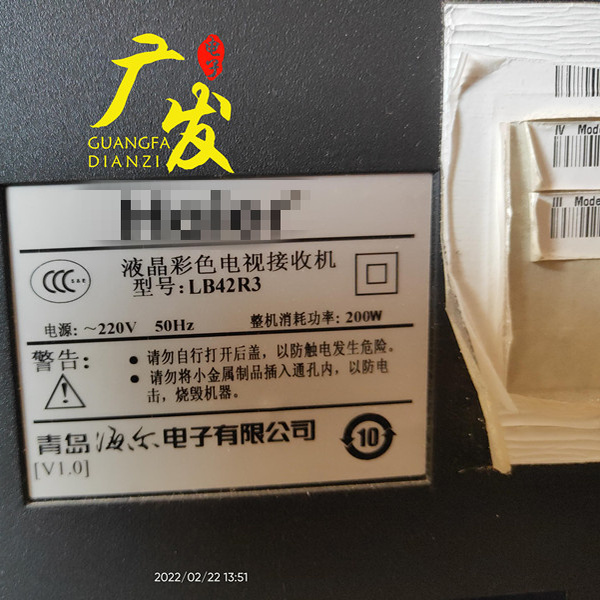 广发
GUANGFA
DIANZI
Haier
液晶彩色电视接收机
型号:LB42R3
电源: ~220V 50Hz 整机消耗功率: 200W
警告:
● 请勿自行打开后盖，以防触电发生危险。
● 请勿将小金属制品插入通孔内，以防电
击，烧毁机器。
青岛海尔电子有限公司
[V1.0]
10
CCC S&E
IV Mode
III Mode
2022/02/22 13:51